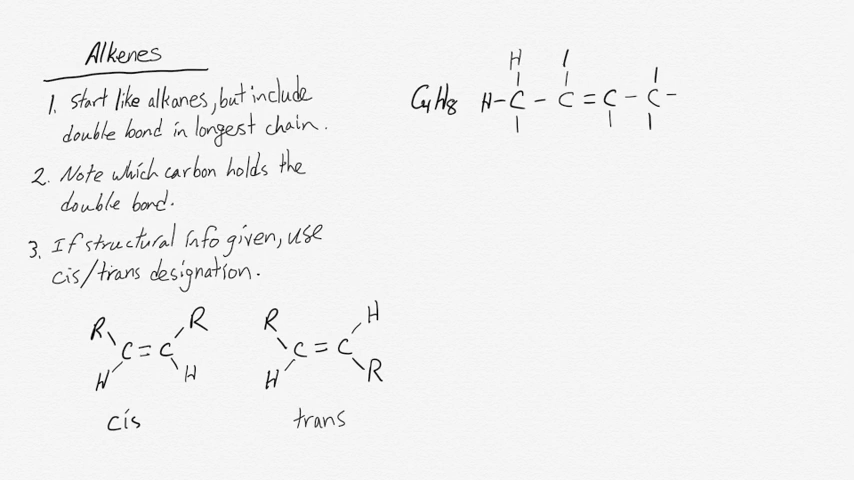 Alkenes
1. Start like alkanes, but include
double bond in longest chain.
2. Note which carbon holds the
double bond.
3. If structural info given, use
cis/trans designation.
R R
C = C
H H
cis
R H
C = C
H R
trans
H
C4H8 H - C - C = C - C -